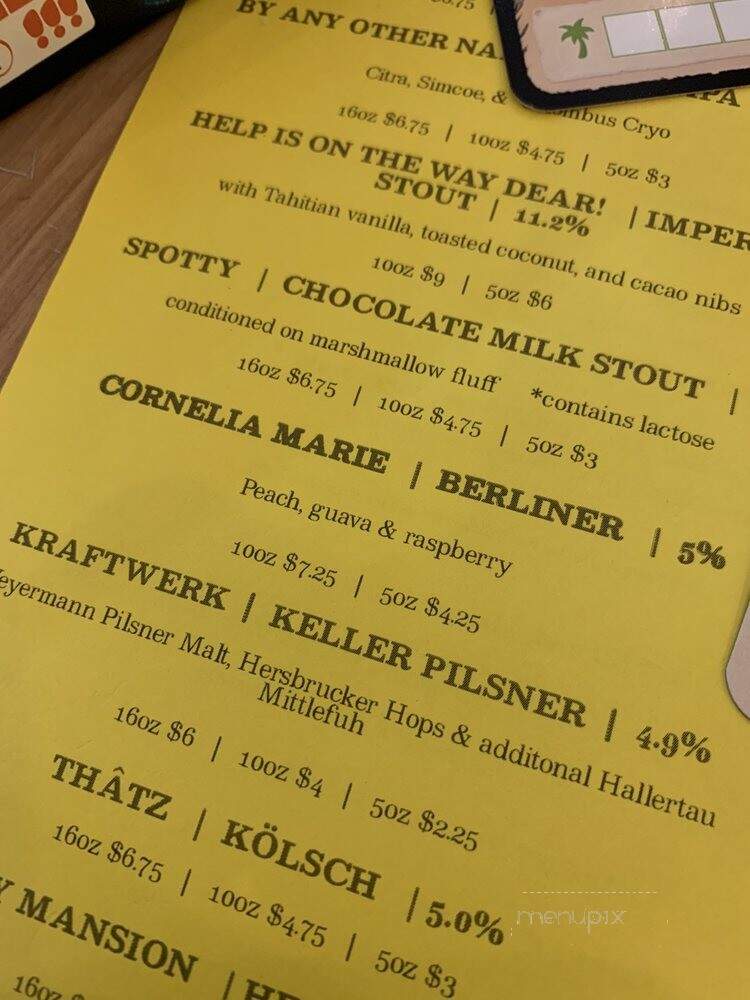 BY ANY OTHER
Citra, Simcoe, & Cryo
16oz $6.75 | 10oz $4.75 | 5oz $3
HELP IS ON THE WAY DEAR! |
STOUT | 11.2%
with Tahitian vanilla, toasted coconut, and cacao nibs
10oz $9 | 5oz $6
SPOTTY | CHOCOLATE MILK STOUT |
conditioned on marshmallow fluff *contains lactose
16oz $6.75 | 10oz $4.75 | 5oz $3
CORNELIA MARIE | BERLINER | 5%
Peach, guava & raspberry
10oz $7.25 | 5oz $4.25
KRAFTWERK | KELLER PILSNER | 4.9%
Pilsner Malt, Hersbrucker Hops & additonal Hallertau
Mittlefuh
16oz $6 | 10oz $4 | 5oz $2.25
THÂTZ | KÖLSCH | 5.0%
16oz $6.75 | 10oz $4.75 | 5oz $3
MANSION |
16oz
menupix